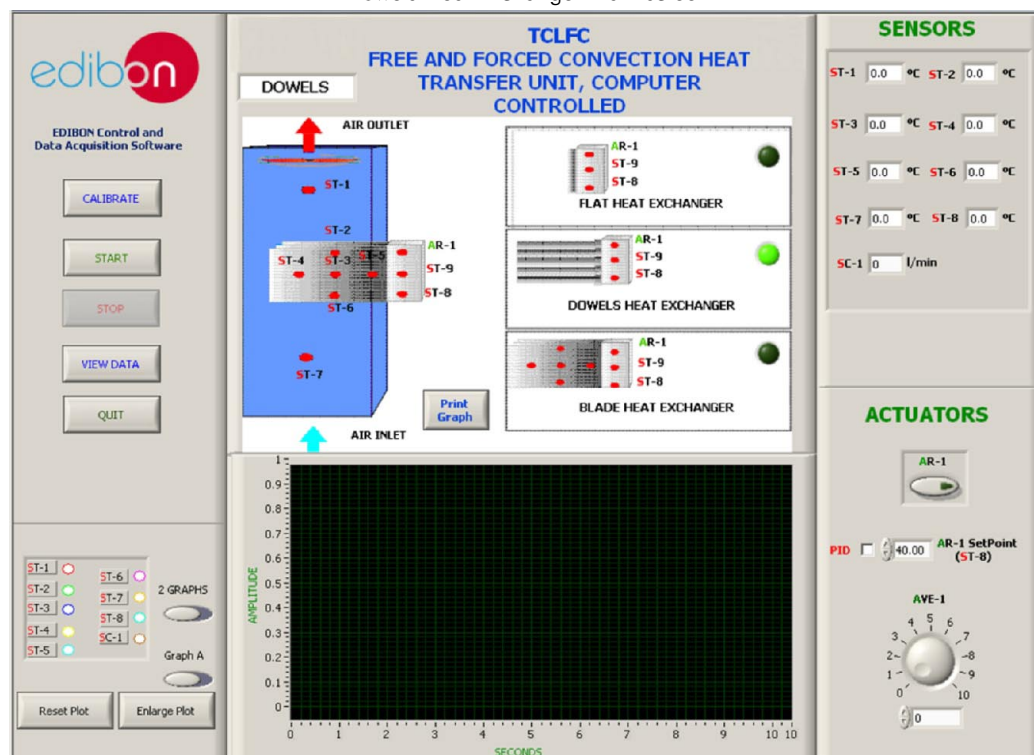 edibon
EDIBON Control and
Data Acquisition Software
CALIBRATE
START
STOP
VIEW DATA
QUIT
ST-1
ST-2
ST-3
ST-4
ST-5
ST-6
ST-7
ST-8
SC-1
2 GRAPHS
Graph A
Reset Plot
Enlarge Plot
TCLFC
FREE AND FORCED CONVECTION HEAT
TRANSFER UNIT, COMPUTER
CONTROLLED
DOWELS
AIR OUTLET
ST-1
ST-2
ST-4
ST-3
ST-5
AR-1
ST-9
ST-8
ST-6
ST-7
AIR INLET
Print
Graph
AR-1
ST-9
ST-8
FLAT HEAT EXCHANGER
AR-1
ST-9
ST-8
DOWELS HEAT EXCHANGER
AR-1
ST-9
ST-8
BLADE HEAT EXCHANGER
AMPLITUDE
1
0.9
0.8
0.7
0.6
0.5
0.4
0.3
0.2
0.1
0
0 1 2 3 4 5 6 7 8 9 10 10
SECONDS
SENSORS
ST-1 0.0 ºC ST-2 0.0 ºC
ST-3 0.0 ºC ST-4 0.0 ºC
ST-5 0.0 ºC ST-6 0.0 ºC
ST-7 0.0 ºC ST-8 0.0 ºC
SC-1 0 l/min
ACTUATORS
AR-1
PID 40.00 AR-1 SetPoint
(ST-8)
AVE-1
0 1 2 3 4 5 6 7 8 9 10
0